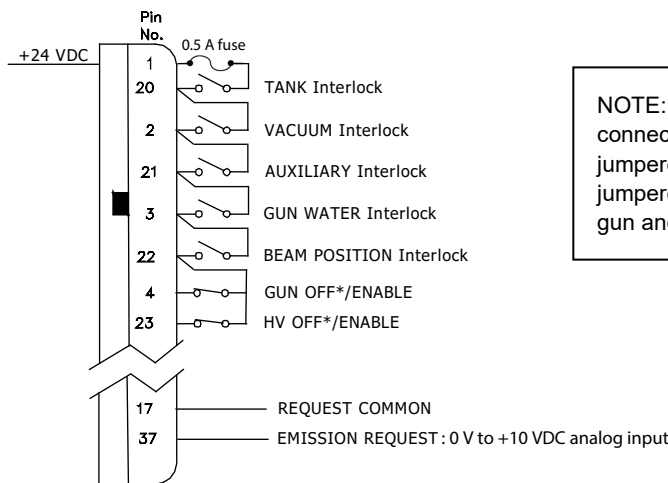 Pin
No.
+24 VDC
0.5 A fuse
1
20 TANK Interlock
2 VACUUM Interlock
21 AUXILIARY Interlock
3 GUN WATER Interlock
22 BEAM POSITION Interlock
4 GUN OFF*/ENABLE
23 HV OFF*/ENABLE
17 REQUEST COMMON
37 EMISSION REQUEST: 0 V to +10 VDC analog input
NOTE:
connec
jumper
jumper
gun an